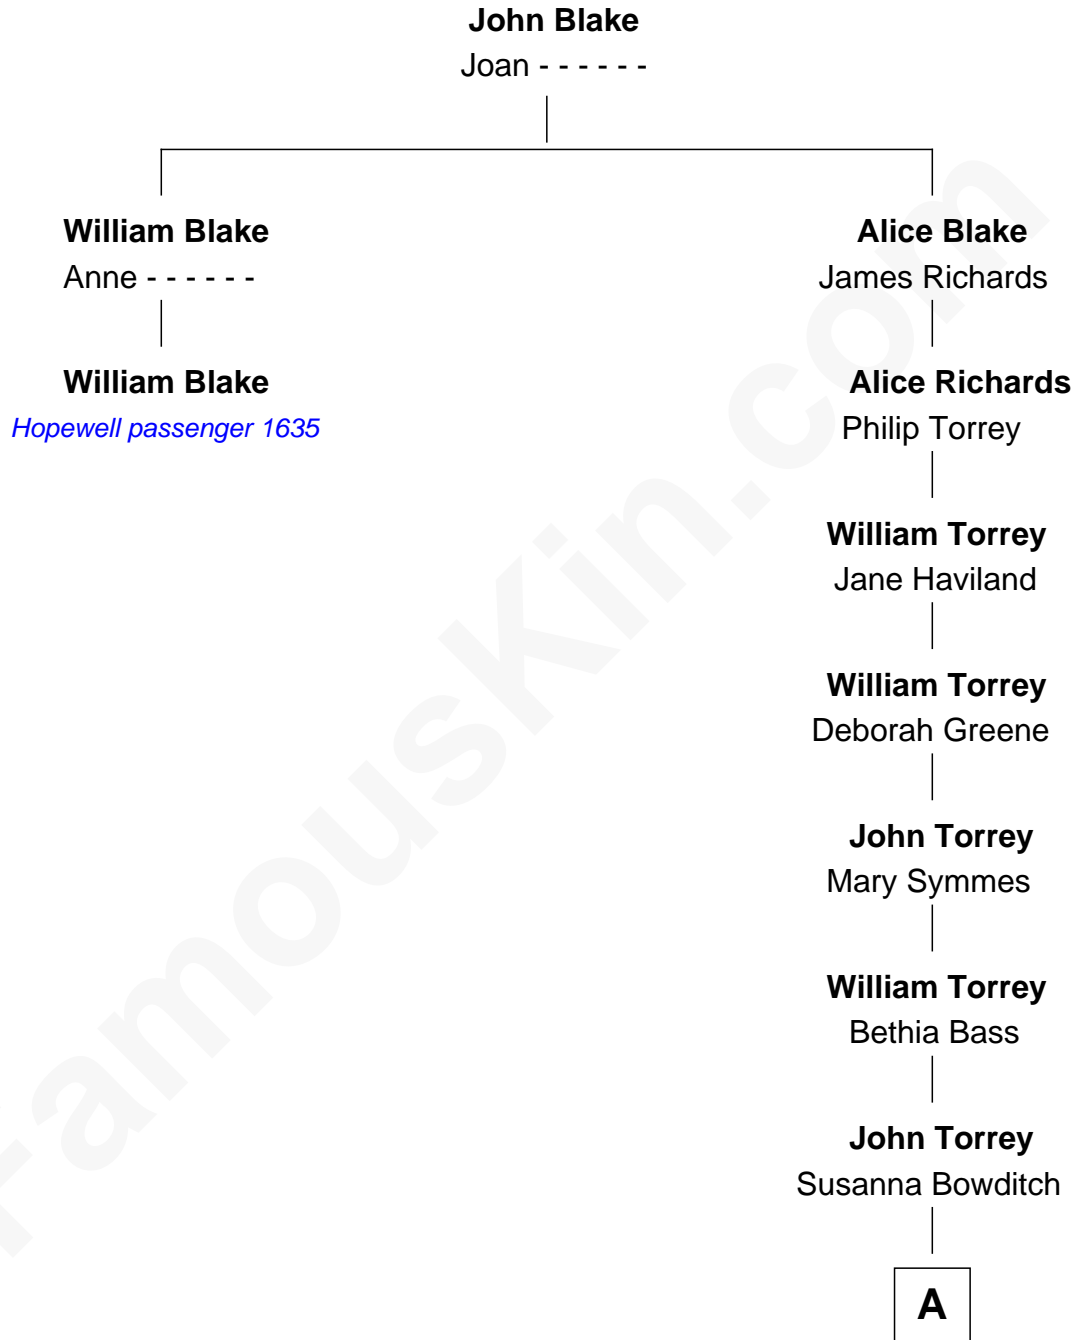 John Blake
Joan - - - - - -
William Blake
Anne - - - - - -
William Blake
Hopewell passenger 1635
Alice Blake
James Richards
Alice Richards
Philip Torrey
William Torrey
Jane Haviland
William Torrey
Deborah Greene
John Torrey
Mary Symmes
William Torrey
Bethia Bass
John Torrey
Susanna Bowditch
A
FamousKin.com